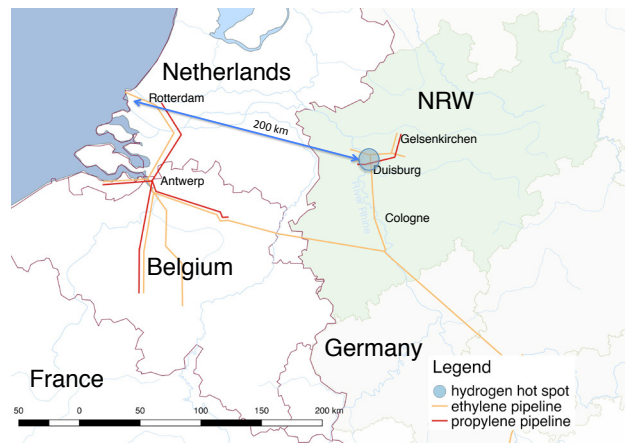 Netherlands
Rotterdam
NRW
200 km
Gelsenkirchen
Duisburg
Antwerp
Cologne
Belgium
Germany
France
Legend
hydrogen hot spot
ethylene pipeline
propylene pipeline
50 0 50 100 150 200 km